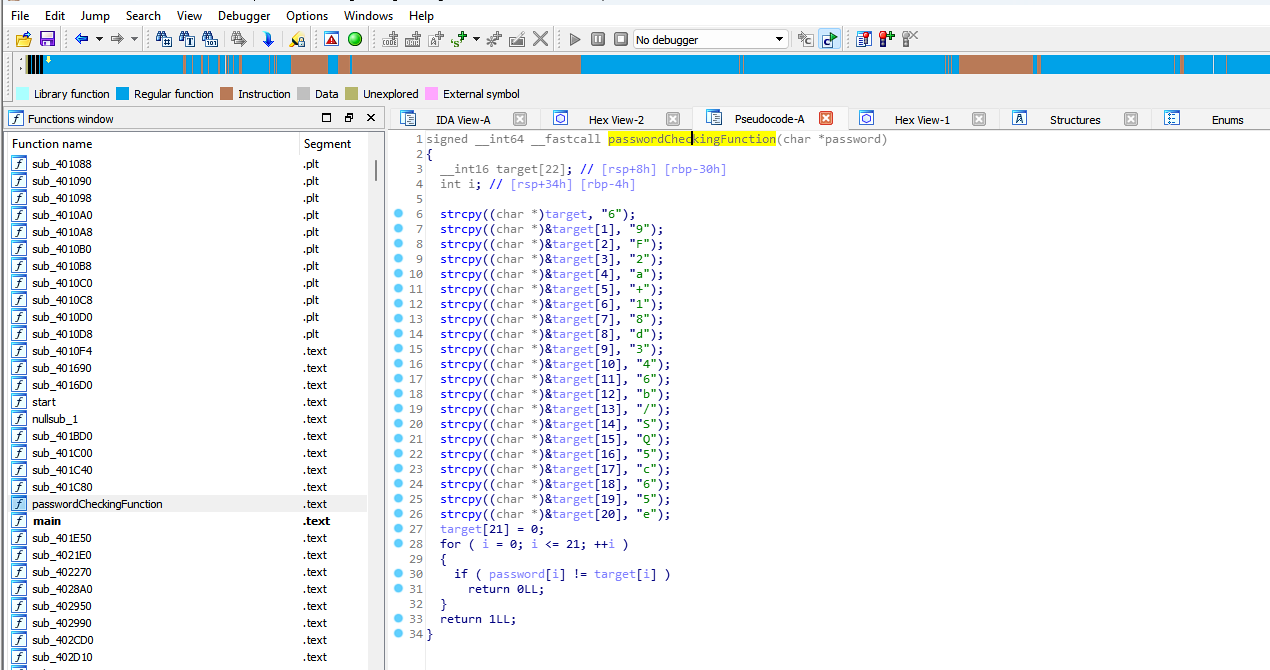 File Edit Jump Search View Debugger Options Windows Help
No debugger
Library function Regular function Instruction Data Unexplored External symbol
Functions window
IDA View-A Hex View-2 Pseudocode-A Hex View-1 Structures Enums
Function name Segment
sub_401088 .plt
sub_401090 .plt
sub_401098 .plt
sub_4010A0 .plt
sub_4010A8 .plt
sub_4010B0 .plt
sub_4010B8 .plt
sub_4010C0 .plt
sub_4010C8 .plt
sub_4010D0 .plt
sub_4010D8 .plt
sub_4010F4 .text
sub_401690 .text
sub_4016D0 .text
start .text
nullsub_1 .text
sub_401BD0 .text
sub_401C00 .text
sub_401C40 .text
sub_401C80 .text
passwordCheckingFunction .text
main .text
sub_401E50 .text
sub_4021E0 .text
sub_402270 .text
sub_4028A0 .text
sub_402950 .text
sub_402990 .text
sub_402CD0 .text
sub_402D10 .text
1 signed __int64 __fastcall passwordCheckingFunction(char *password)
2 {
3 __int16 target[22]; // [rsp+8h] [rbp-30h]
4 int i; // [rsp+34h] [rbp-4h]
5
6 strcpy((char *)target, "6");
7 strcpy((char *)&target[1], "9");
8 strcpy((char *)&target[2], "F");
9 strcpy((char *)&target[3], "2");
10 strcpy((char *)&target[4], "a");
11 strcpy((char *)&target[5], "+");
12 strcpy((char *)&target[6], "1");
13 strcpy((char *)&target[7], "8");
14 strcpy((char *)&target[8], "d");
15 strcpy((char *)&target[9], "3");
16 strcpy((char *)&target[10], "4");
17 strcpy((char *)&target[11], "6");
18 strcpy((char *)&target[12], "b");
19 strcpy((char *)&target[13], "/");
20 strcpy((char *)&target[14], "S");
21 strcpy((char *)&target[15], "Q");
22 strcpy((char *)&target[16], "5");
23 strcpy((char *)&target[17], "c");
24 strcpy((char *)&target[18], "6");
25 strcpy((char *)&target[19], "5");
26 strcpy((char *)&target[20], "e");
27 target[21] = 0;
28 for ( i = 0; i <= 21; ++i )
29 {
30 if ( password[i] != target[i] )
31 return 0LL;
32 }
33 return 1LL;
34 }